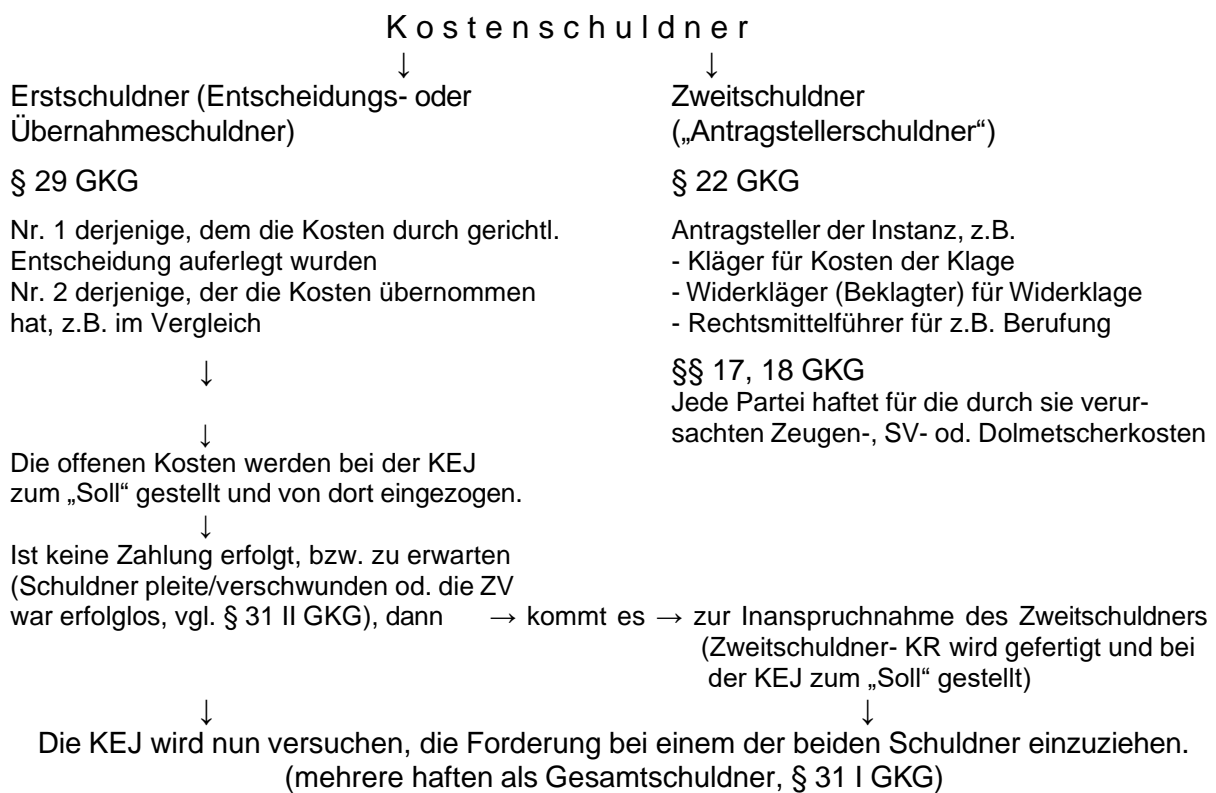 Kostenschuldner
↓ ↓
Erstschuldner (Entscheidungs- oder
Übernahmeschuldner)
§ 29 GKG
Nr. 1 derjenige, dem die Kosten durch gerichtl.
Entscheidung auferlegt wurden
Nr. 2 derjenige, der die Kosten übernommen
hat, z.B. im Vergleich
↓
↓
Die offenen Kosten werden bei der KEJ
zum „Soll“ gestellt und von dort eingezogen.
↓
Ist keine Zahlung erfolgt, bzw. zu erwarten
(Schuldner pleite/verschwunden od. die ZV
war erfolglos, vgl. § 31 II GKG), dann → kommt es → zur Inanspruchnahme des Zweitschuldners
Zweitschuldner
(„Antragstellerschuldner“)
§ 22 GKG
Antragsteller der Instanz, z.B.
- Kläger für Kosten der Klage
- Widerkläger (Beklagter) für Widerklage
- Rechtsmittelführer für z.B. Berufung
§§ 17, 18 GKG
Jede Partei haftet für die durch sie verur-
sachten Zeugen-, SV- od. Dolmetscherkosten
(Zweitschuldner- KR wird gefertigt und bei
der KEJ zum „Soll“ gestellt)
↓ ↓
Die KEJ wird nun versuchen, die Forderung bei einem der beiden Schuldner einzuziehen.
(mehrere haften als Gesamtschuldner, § 31 I GKG)